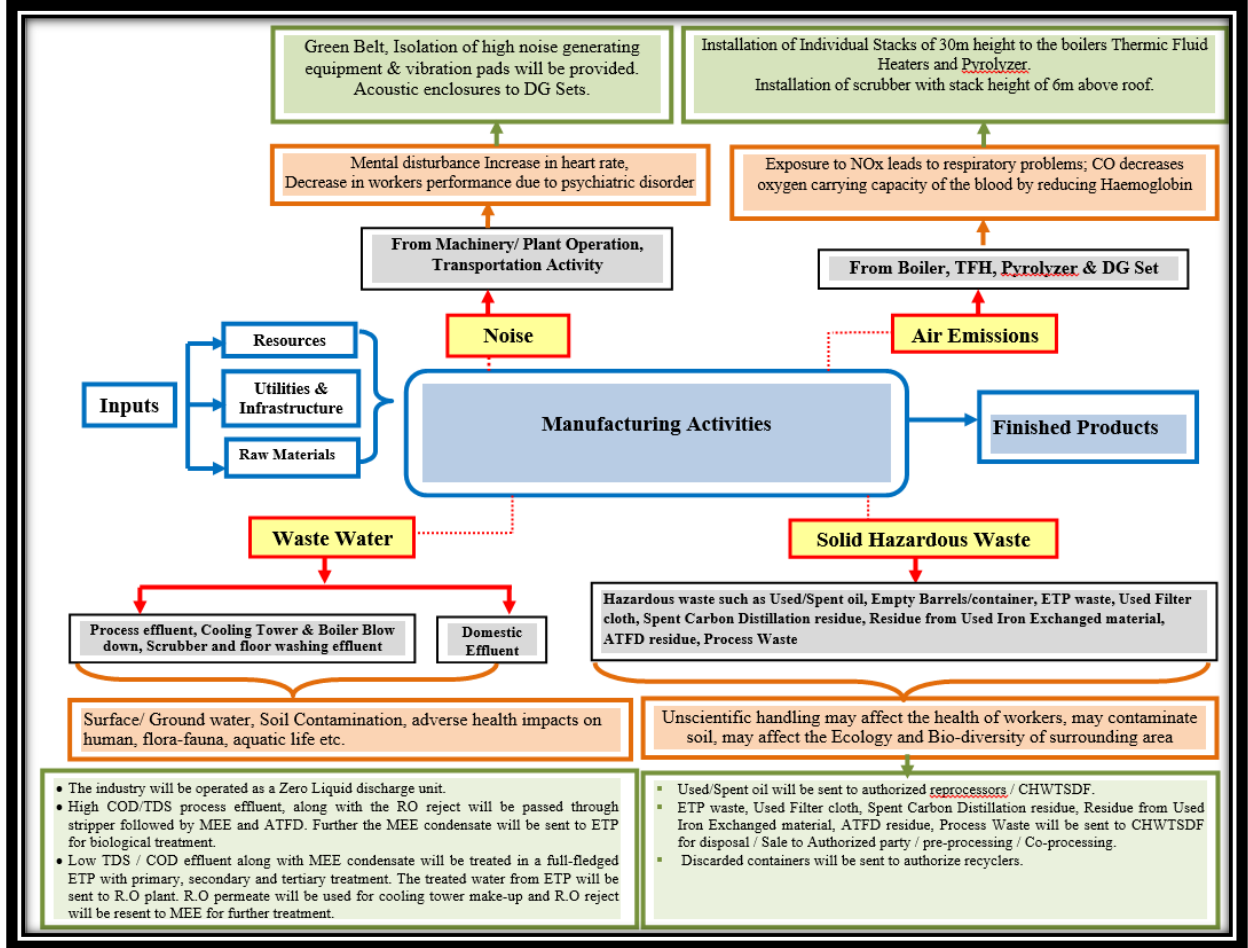 Green Belt, Isolation of high noise generating
equipment & vibration pads will be provided.
Acoustic enclosures to DG Sets.
Installation of Individual Stacks of 30m height to the boilers Thermic Fluid
Heaters and Pyrolyzer.
Installation of scrubber with stack height of 6m above roof.
Mental disturbance Increase in heart rate,
Decrease in workers performance due to psychiatric disorder
Exposure to NOx leads to respiratory problems; CO decreases
oxygen carrying capacity of the blood by reducing Haemoglobin
From Machinery/ Plant Operation,
Transportation Activity
From Boiler, TFH, Pyrolyzer & DG Set
Noise
Air Emissions
Inputs
Resources
Utilities &
Infrastructure
Raw Materials
Manufacturing Activities
Finished Products
Waste Water
Solid Hazardous Waste
Process effluent, Cooling Tower & Boiler Blow
down, Scrubber and floor washing effluent
Domestic
Effluent
Hazardous waste such as Used/Spent oil, Empty Barrels/container, ETP waste, Used Filter
cloth, Spent Carbon Distillation residue, Residue from Used Iron Exchanged material,
ATFD residue, Process Waste
Surface/ Ground water, Soil Contamination, adverse health impacts on
human, flora-fauna, aquatic life etc.
Unscientific handling may affect the health of workers, may contaminate
soil, may affect the Ecology and Bio-diversity of surrounding area
• The industry will be operated as a Zero Liquid discharge unit.
• High COD/TDS process effluent, along with the RO reject will be passed through
stripper followed by MEE and ATFD. Further the MEE condensate will be sent to ETP
for biological treatment.
• Low TDS / COD effluent along with MEE condensate will be treated in a full-fledged
ETP with primary, secondary and tertiary treatment. The treated water from ETP will be
sent to R.O plant. R.O permeate will be used for cooling tower make-up and R.O reject
will be resent to MEE for further treatment.
▪ Used/Spent oil will be sent to authorized reprocessors / CHWTSDF.
▪ ETP waste, Used Filter cloth, Spent Carbon Distillation residue, Residue from Used
Iron Exchanged material, ATFD residue, Process Waste will be sent to CHWTSDF
for disposal / Sale to Authorized party / pre-processing / Co-processing.
▪ Discarded containers will be sent to authorize recyclers.